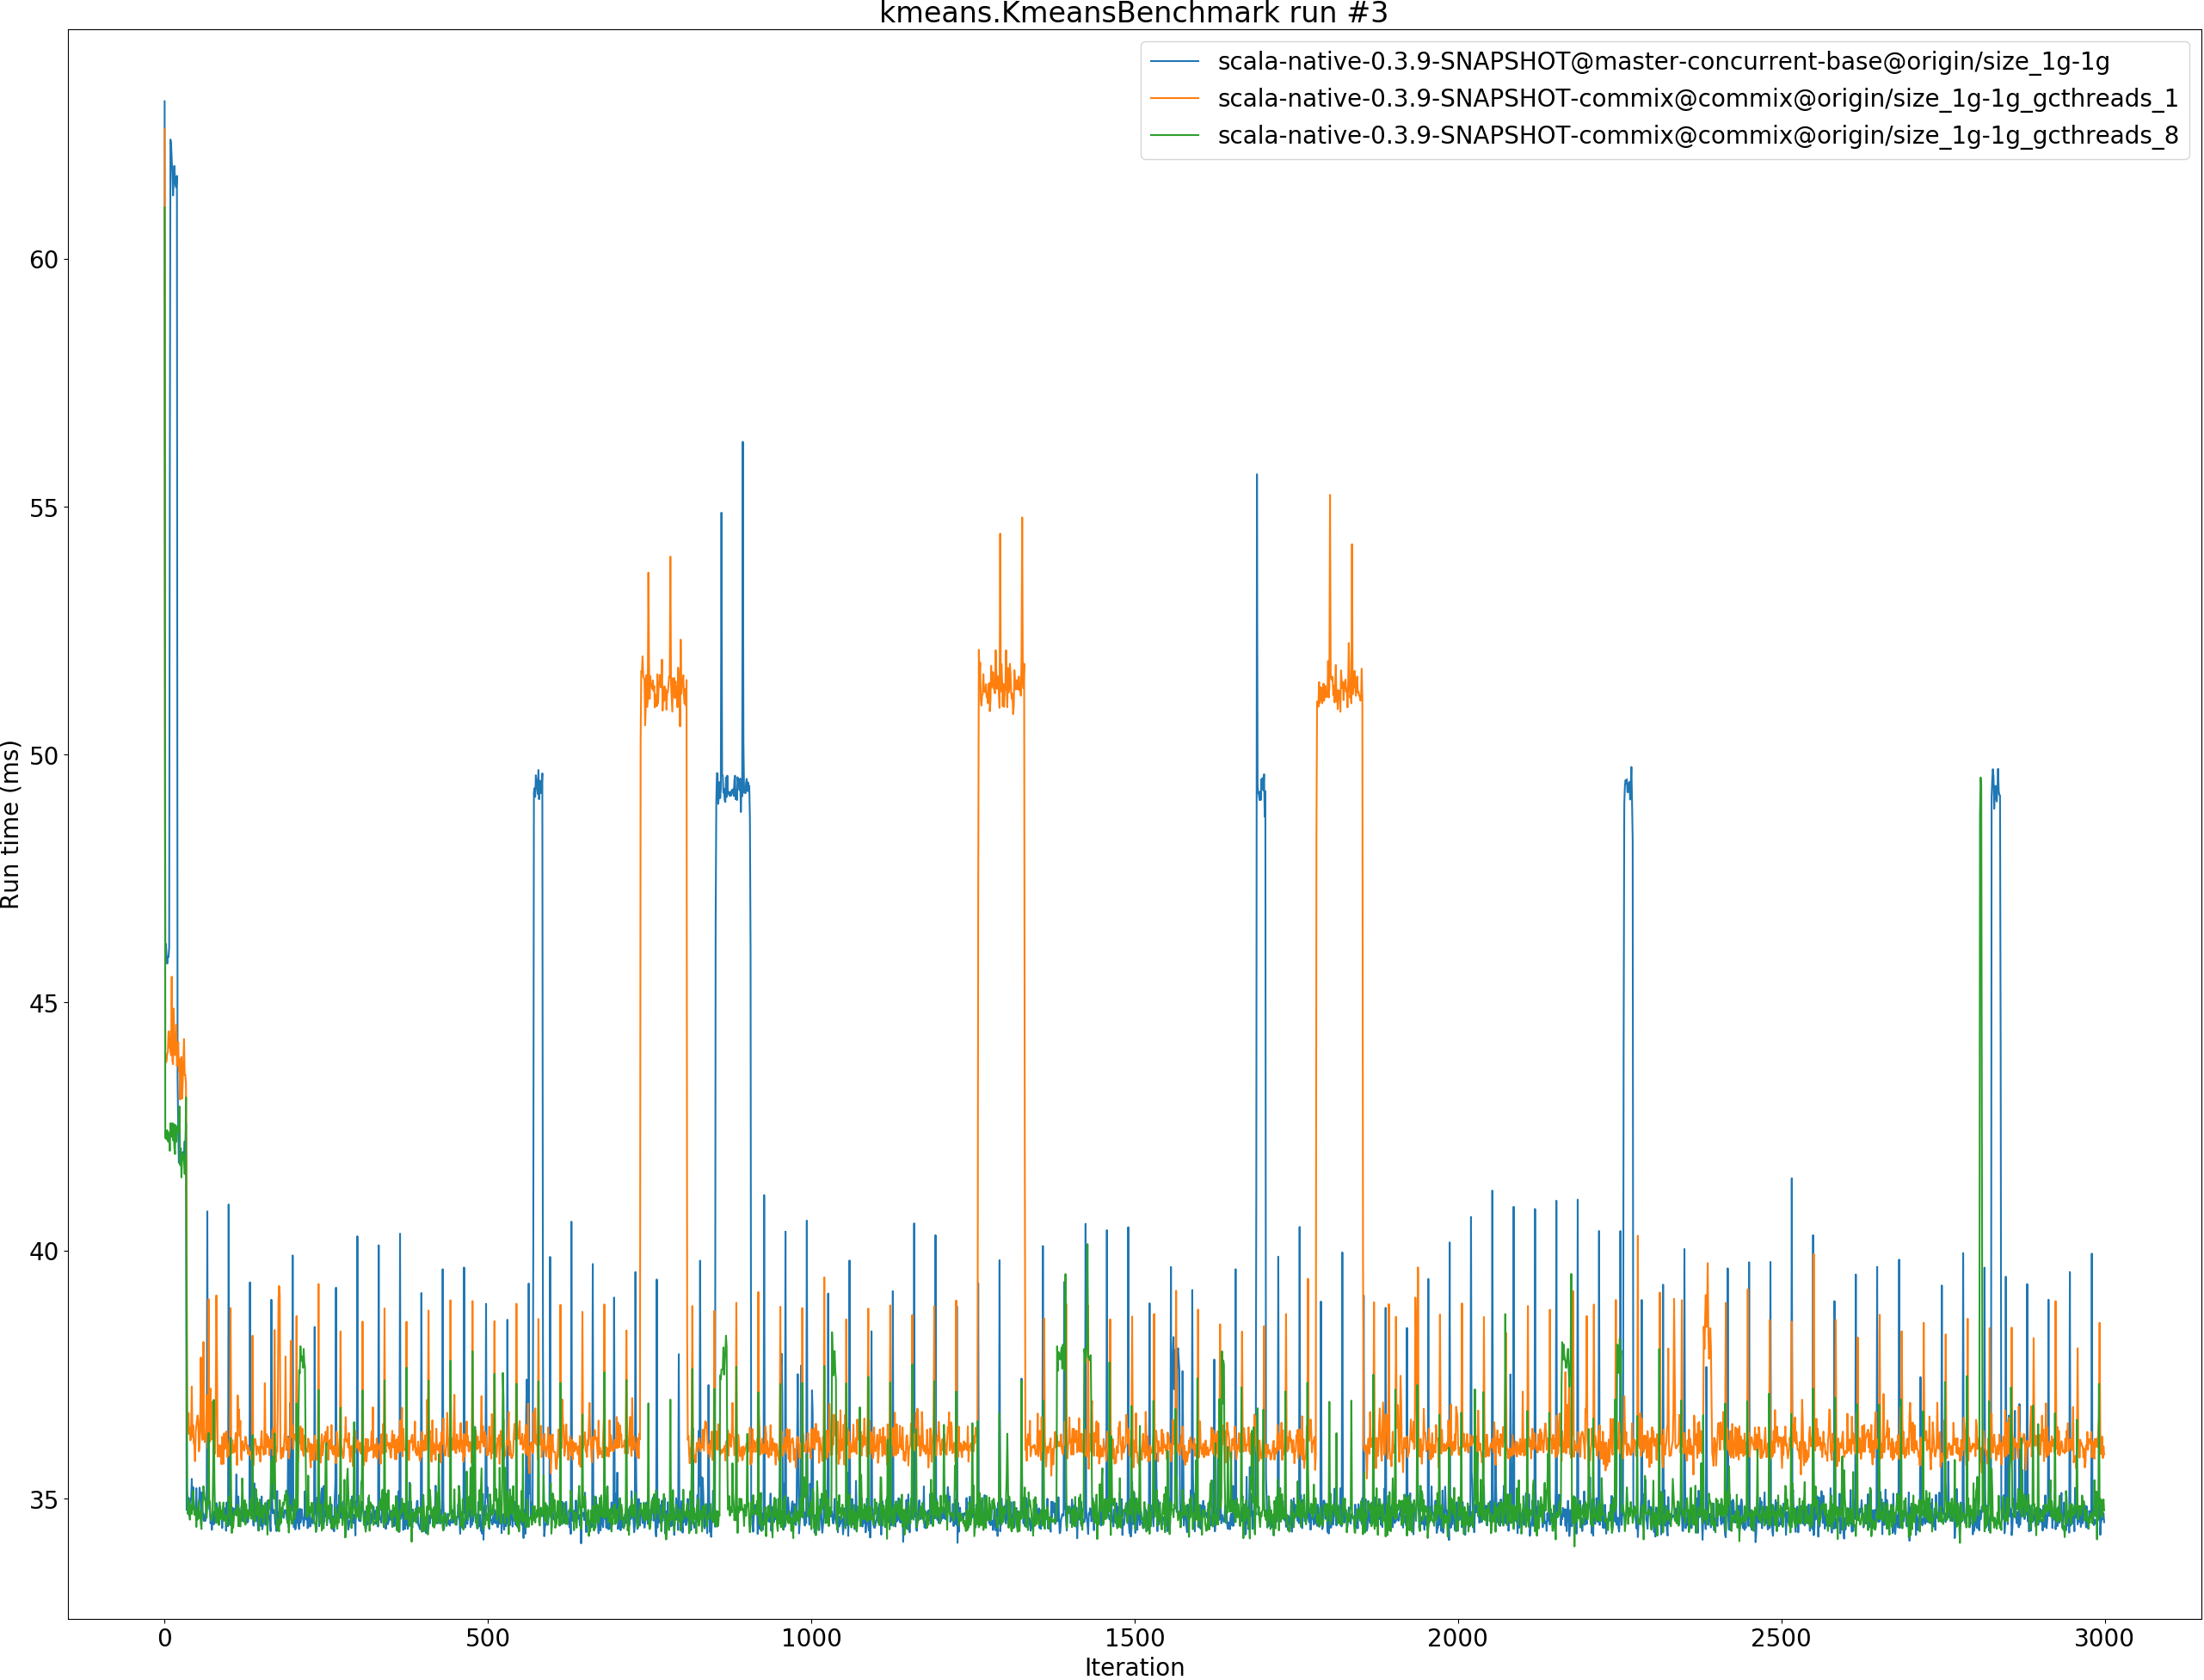 kmeans.KmeansBenchmark run #3
scala-native-0.3.9-SNAPSHOT@master-concurrent-base@origin/size_1g-1g
scala-native-0.3.9-SNAPSHOT-commix@commix@origin/size_1g-1g_gcthreads_1
scala-native-0.3.9-SNAPSHOT-commix@commix@origin/size_1g-1g_gcthreads_8
60
55
50
45
40
35
Run time (ms)
0 500 1000 1500 2000 2500 3000
Iteration